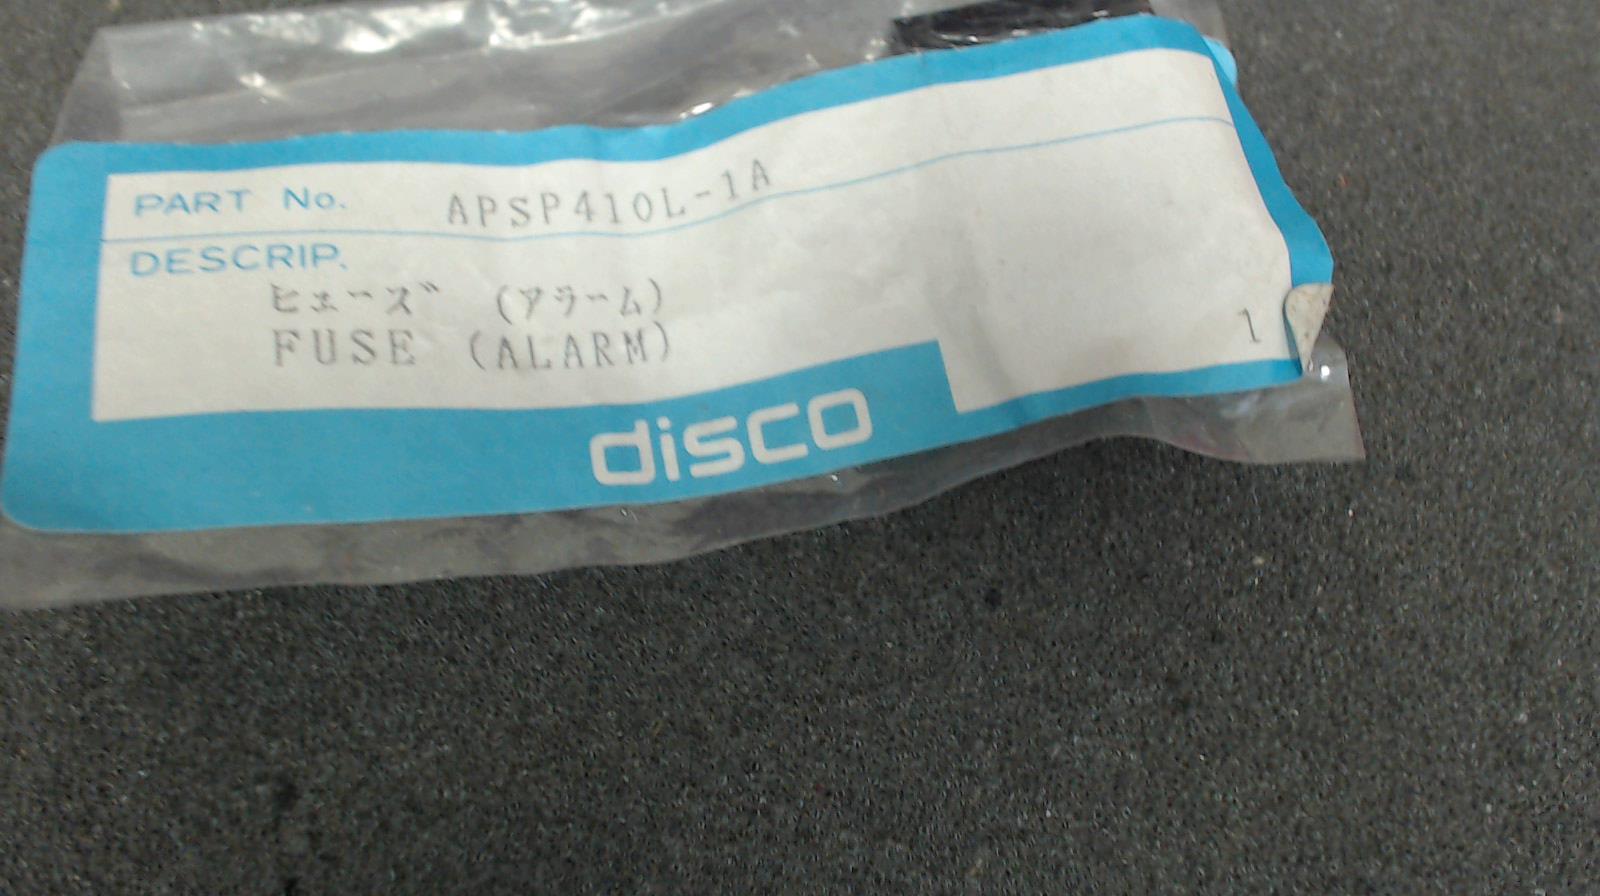 PART No. APSP410L-1A
DESCRIP.
ヒューズ (アラーム)
FUSE (ALARM)
1
disco